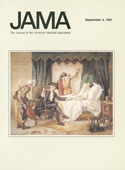 JAMA
September 4, 1991
The Journal of the American Medical Association